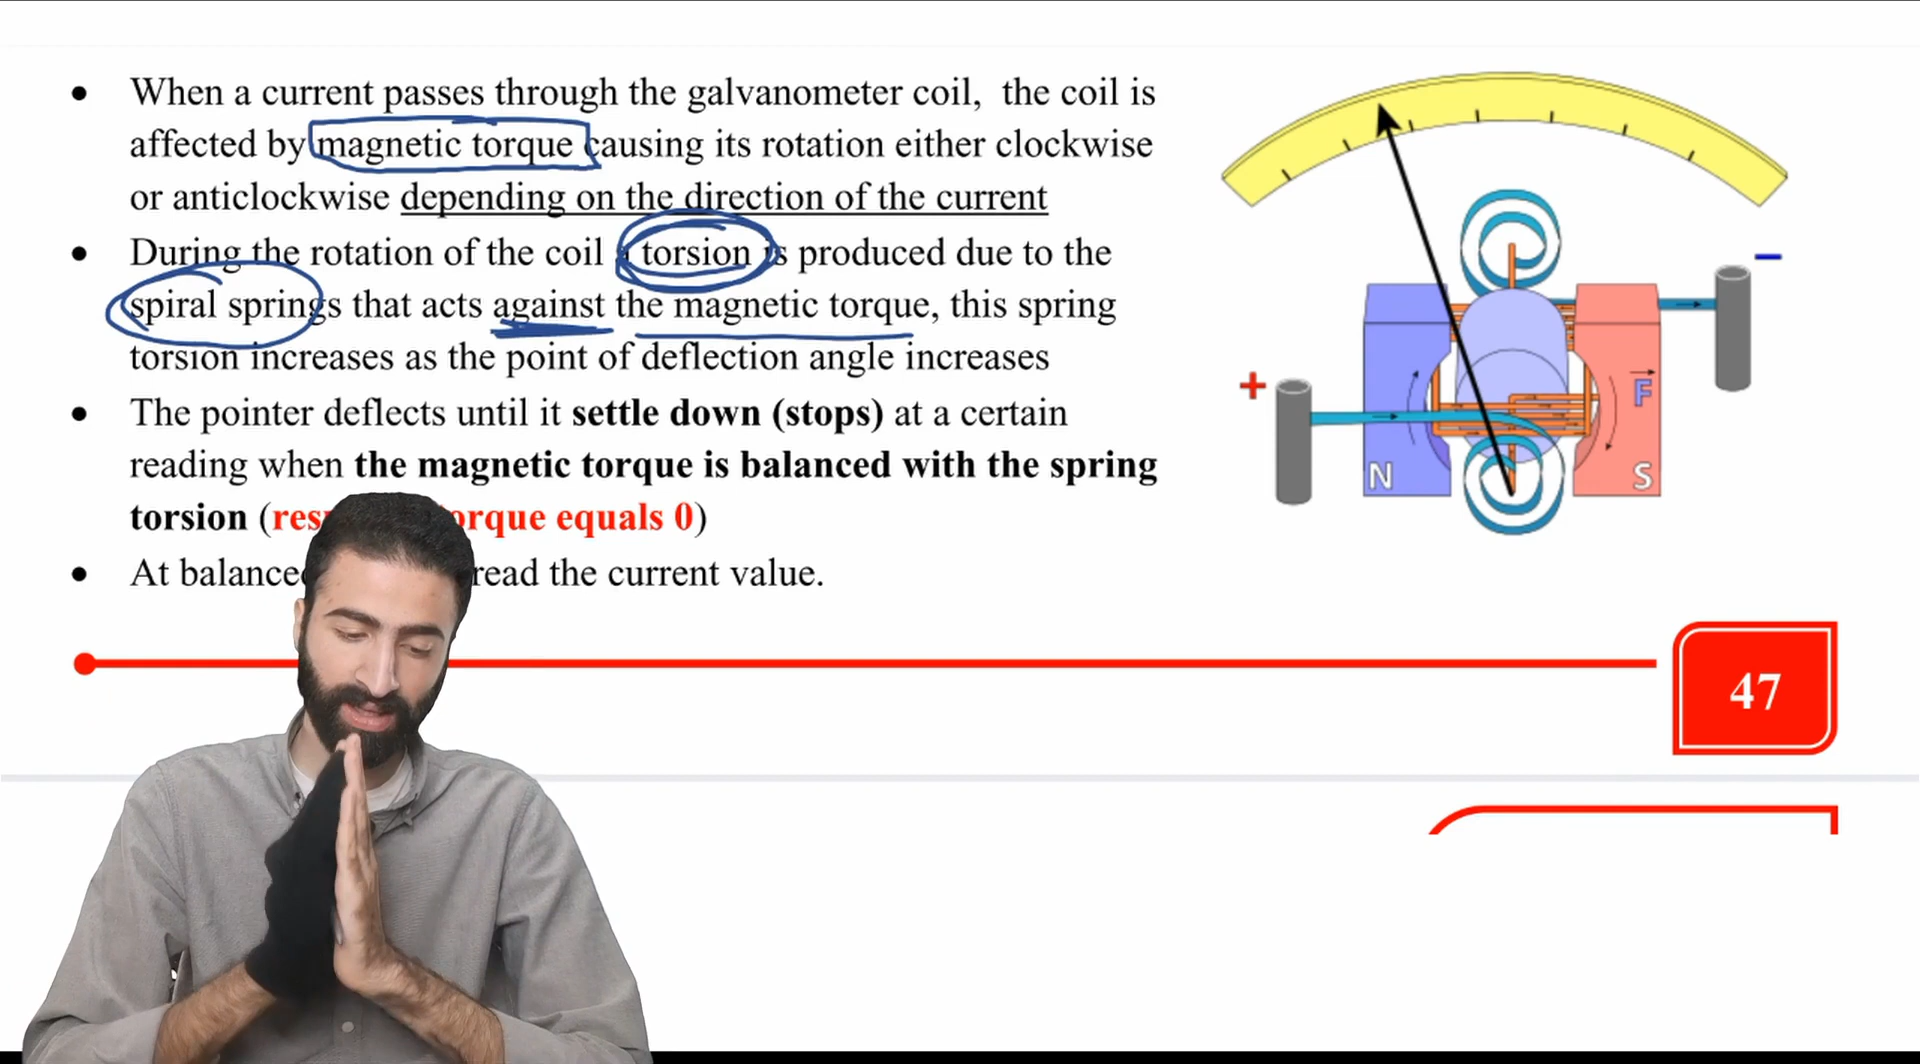 • When a current passes through the galvanometer coil, the coil is
affected by magnetic torque causing its rotation either clockwise
or anticlockwise depending on the direction of the current
• During the rotation of the coil torsion is produced due to the
spiral springs that acts against the magnetic torque, this spring
torsion increases as the point of deflection angle increases
• The pointer deflects until it settle down (stops) at a certain
reading when the magnetic torque is balanced with the spring
torsion (torque equals 0)
• At balance read the current value.
−
+
F
N
S
47